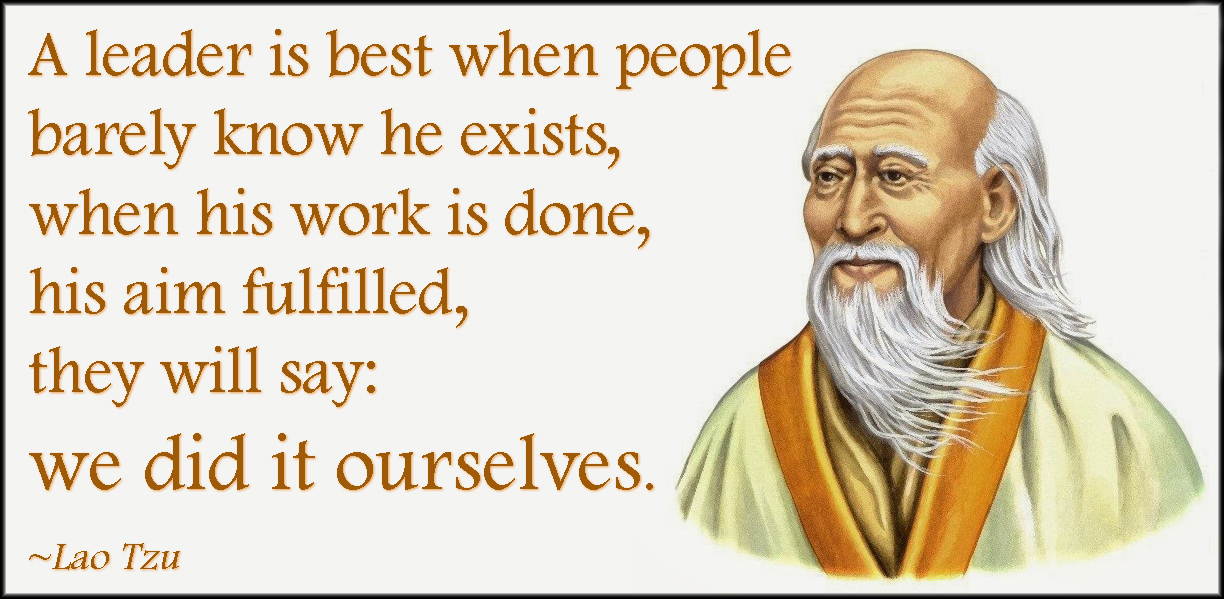 A leader is best when people
barely know he exists,
when his work is done,
his aim fulfilled,
they will say:
we did it ourselves.
~Lao Tzu